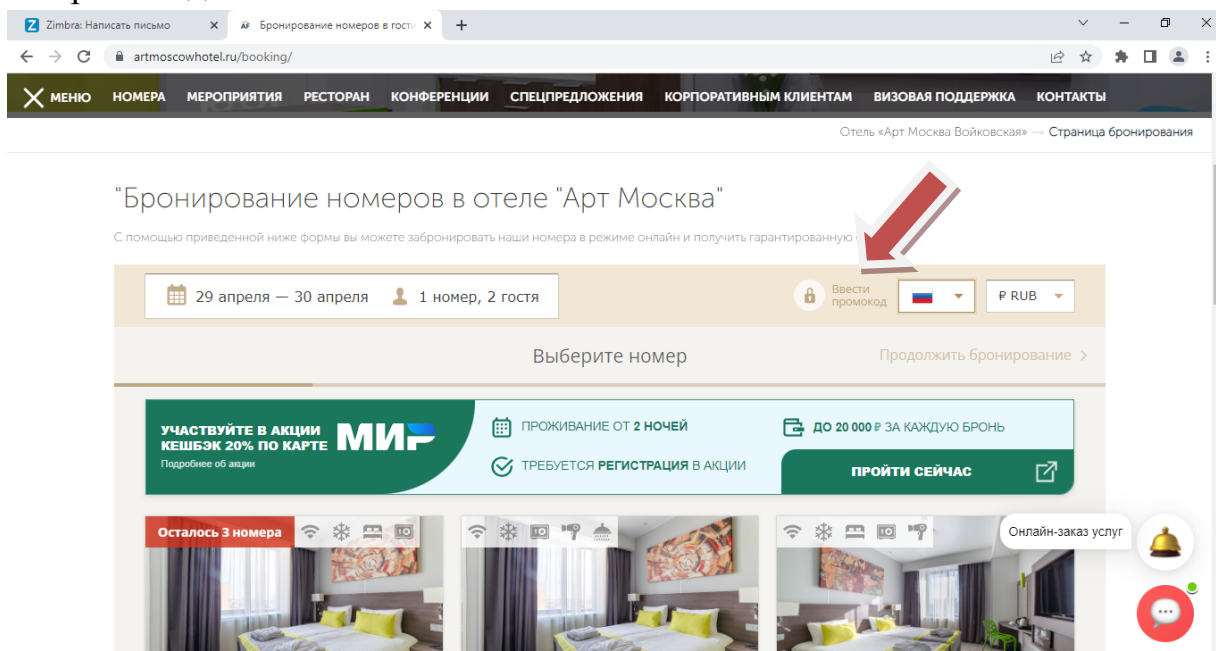 Zimbra: Написать письмо
Бронирование номеров в гости
artmoscowhotel.ru/booking/
МЕНЮ НОМЕРА МЕРОПРИЯТИЯ РЕСТОРАН КОНФЕРЕНЦИИ СПЕЦПРЕДЛОЖЕНИЯ КОРПОРАТИВНЫМ КЛИЕНТАМ ВИЗОВАЯ ПОДДЕРЖКА КОНТАКТЫ
Отель «Арт Москва Войковская» → Страница бронирования
"Бронирование номеров в отеле "Арт Москва"
С помощью приведенной ниже формы вы можете забронировать наши номера в режиме онлайн и получить гарантированную
29 апреля — 30 апреля 1 номер, 2 гостя
Ввести
промокод
₽ RUB
Выберите номер
Продолжить бронирование >
УЧАСТВУЙТЕ В АКЦИИ
КЕШБЭК 20% ПО КАРТЕ
МИР
Подробнее об акции
ПРОЖИВАНИЕ ОТ 2 НОЧЕЙ
ДО 20 000 ₽ ЗА КАЖДУЮ БРОНЬ
ТРЕБУЕТСЯ РЕГИСТРАЦИЯ В АКЦИИ
ПРОЙТИ СЕЙЧАС
Осталось 3 номера
Онлайн-заказ услуг